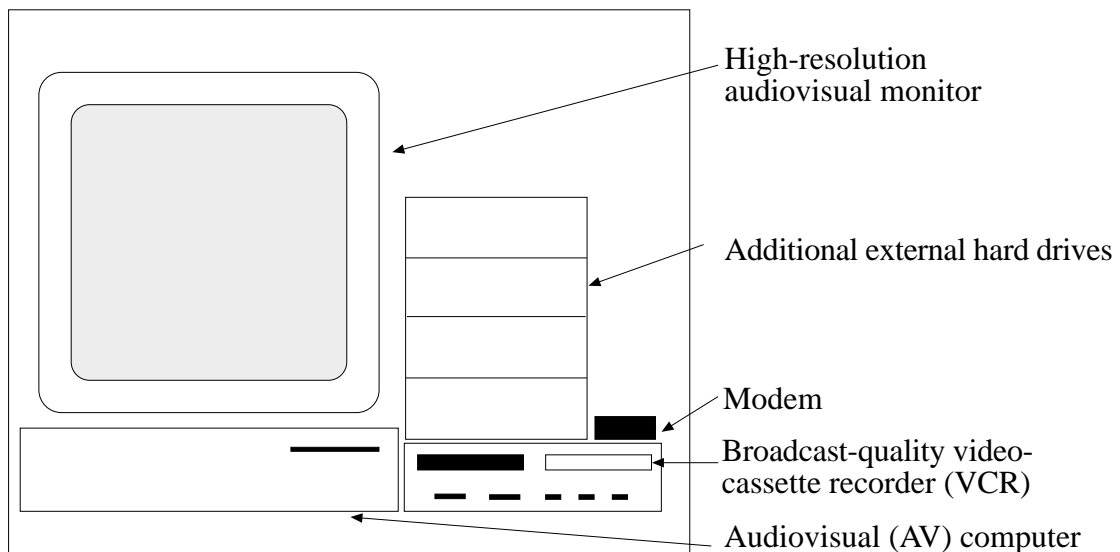 High-resolution
audiovisual monitor
Additional external hard drives
Modem
Broadcast-quality video-
cassette recorder (VCR)
Audiovisual (AV) computer